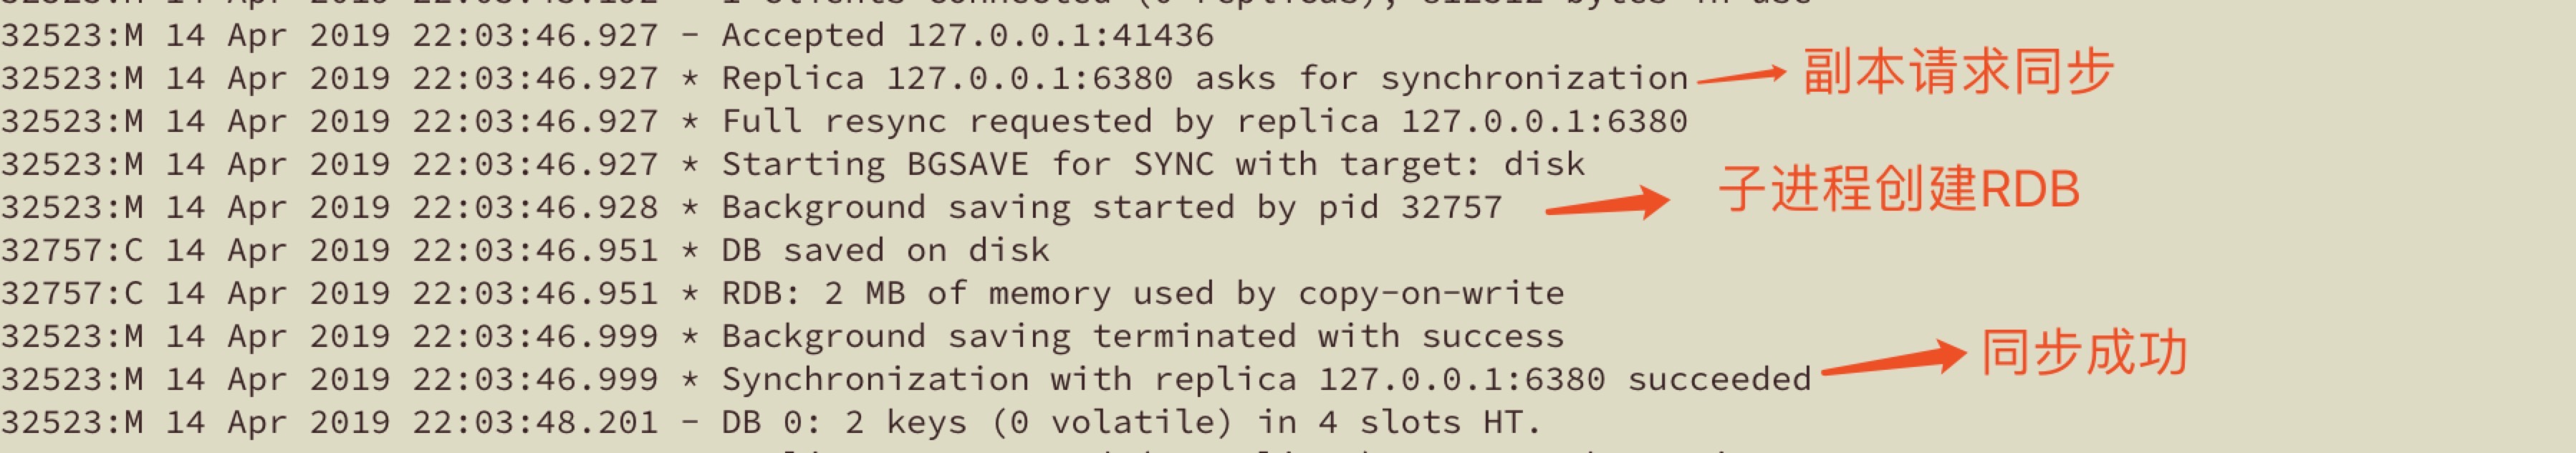 32523:M 14 Apr 2019 22:03:46.927 - Accepted 127.0.0.1:41436
32523:M 14 Apr 2019 22:03:46.927 * Replica 127.0.0.1:6380 asks for synchronization 副本请求同步
32523:M 14 Apr 2019 22:03:46.927 * Full resync requested by replica 127.0.0.1:6380
32523:M 14 Apr 2019 22:03:46.927 * Starting BGSAVE for SYNC with target: disk
32523:M 14 Apr 2019 22:03:46.928 * Background saving started by pid 32757 子进程创建RDB
32757:C 14 Apr 2019 22:03:46.951 * DB saved on disk
32757:C 14 Apr 2019 22:03:46.951 * RDB: 2 MB of memory used by copy-on-write
32523:M 14 Apr 2019 22:03:46.999 * Background saving terminated with success
32523:M 14 Apr 2019 22:03:46.999 * Synchronization with replica 127.0.0.1:6380 succeeded 同步成功
32523:M 14 Apr 2019 22:03:48.201 - DB 0: 2 keys (0 volatile) in 4 slots HT.